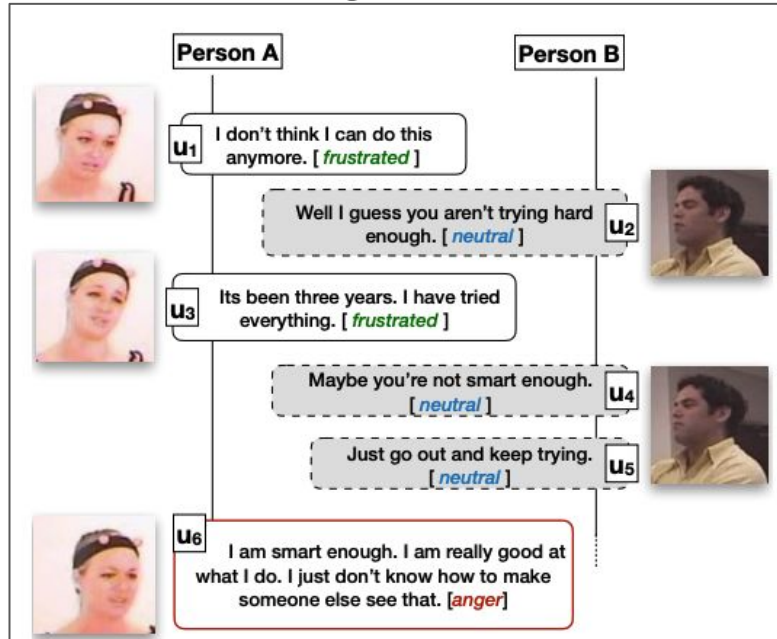 Person A
Person B
u1
I don't think I can do this
anymore. [ frustrated ]
Well I guess you aren't trying hard
enough. [ neutral ]
u2
u3
Its been three years. I have tried
everything. [ frustrated ]
Maybe you're not smart enough.
[ neutral ]
u4
Just go out and keep trying.
[ neutral ]
u5
u6
I am smart enough. I am really good at
what I do. I just don't know how to make
someone else see that. [anger]